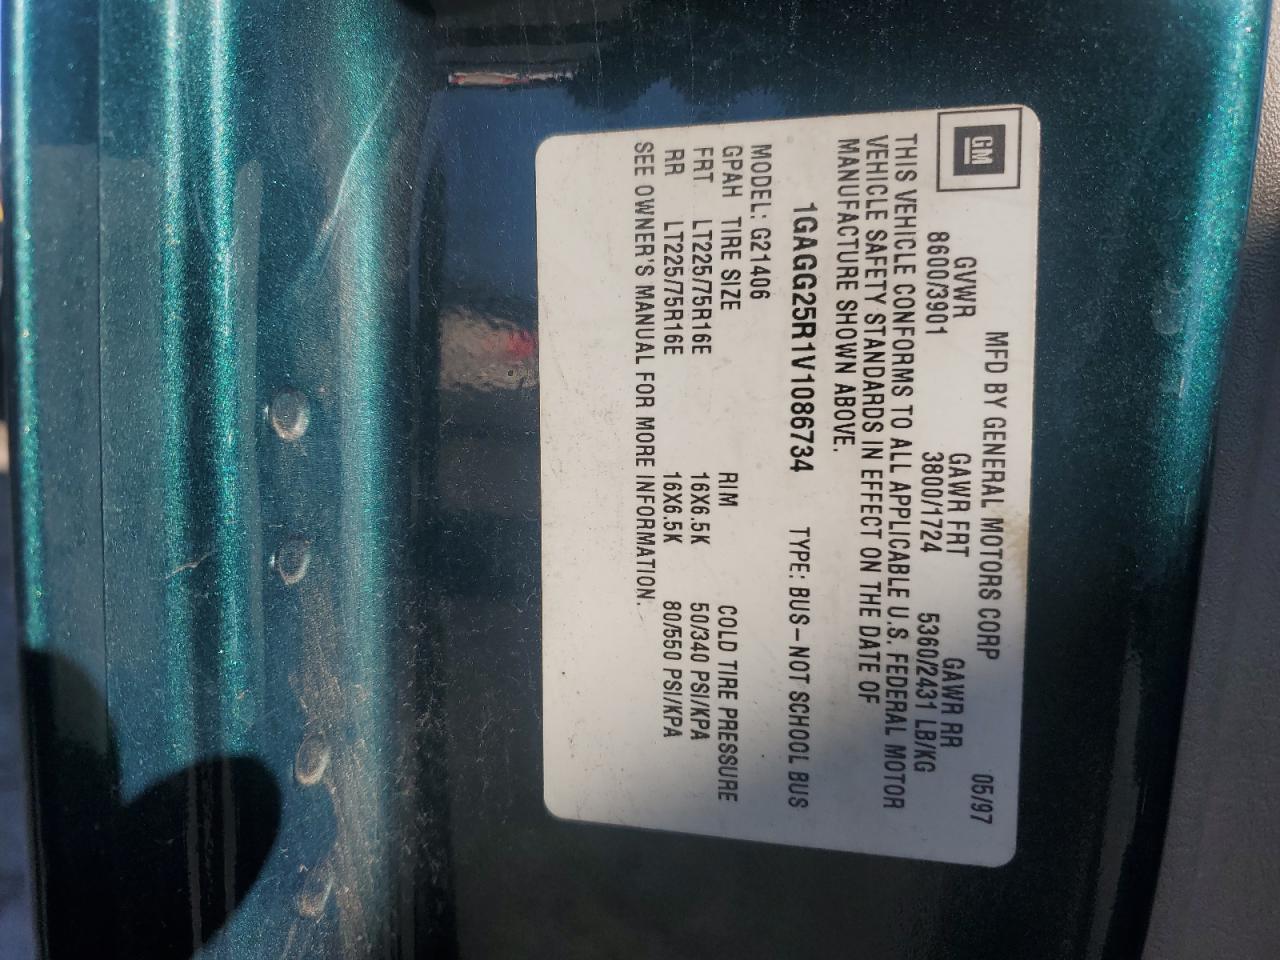 GM
MFD BY GENERAL MOTORS CORP 05/97
GVWR GAWR FRT GAWR RR
8600/3901 3800/1724 5360/2431 LB/KG
THIS VEHICLE CONFORMS TO ALL APPLICABLE U.S. FEDERAL MOTOR
VEHICLE SAFETY STANDARDS IN EFFECT ON THE DATE OF
MANUFACTURE SHOWN ABOVE.
1GAGG25R1V1086734 TYPE: BUS-NOT SCHOOL BUS
MODEL: G21406
GPAH TIRE SIZE RIM COLD TIRE PRESSURE
FRT LT225/75R16E 16X6.5K 50/340 PSI/KPA
RR LT225/75R16E 16X6.5K 80/550 PSI/KPA
SEE OWNER'S MANUAL FOR MORE INFORMATION.